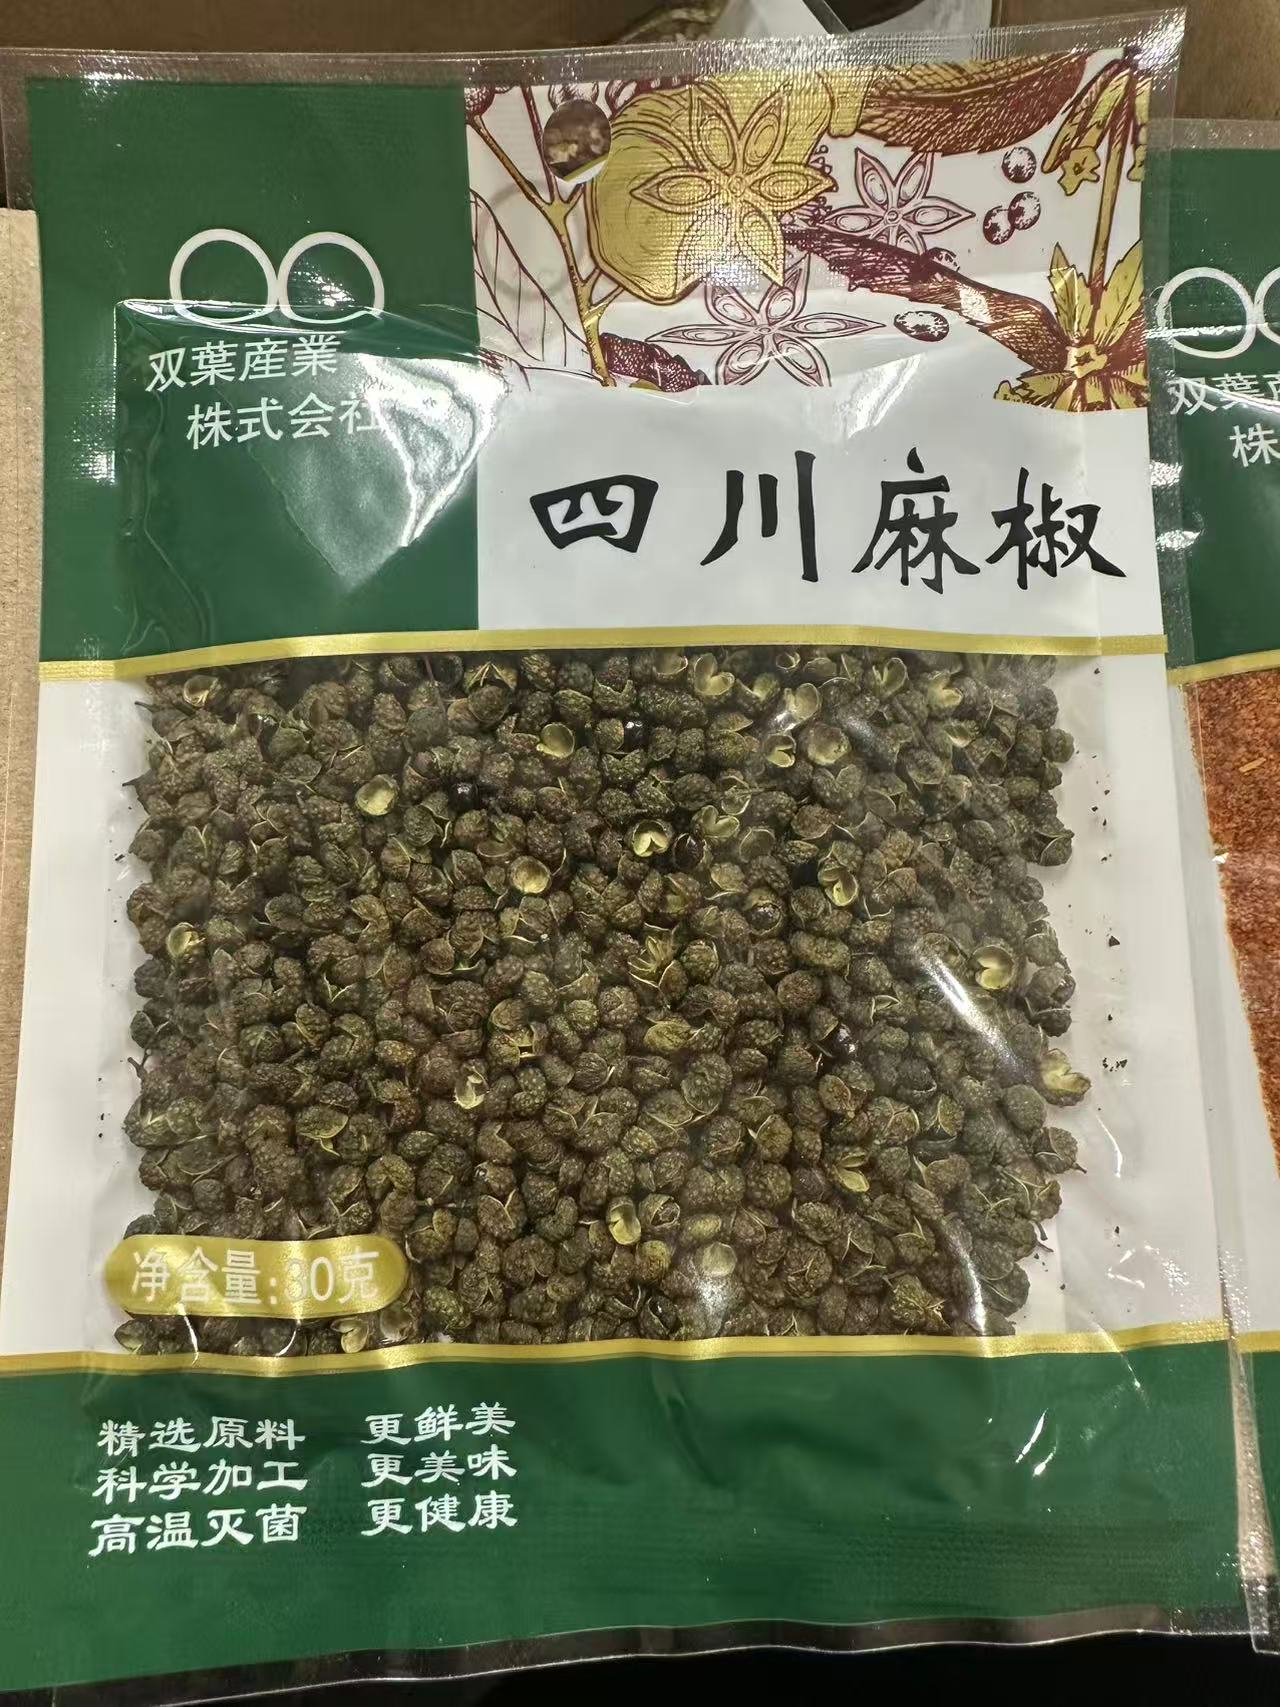 双葉産業
株式会社
四川麻椒
净含量:30克
精选原料 更鲜美
科学加工 更美味
高温灭菌 更健康
双葉産
株